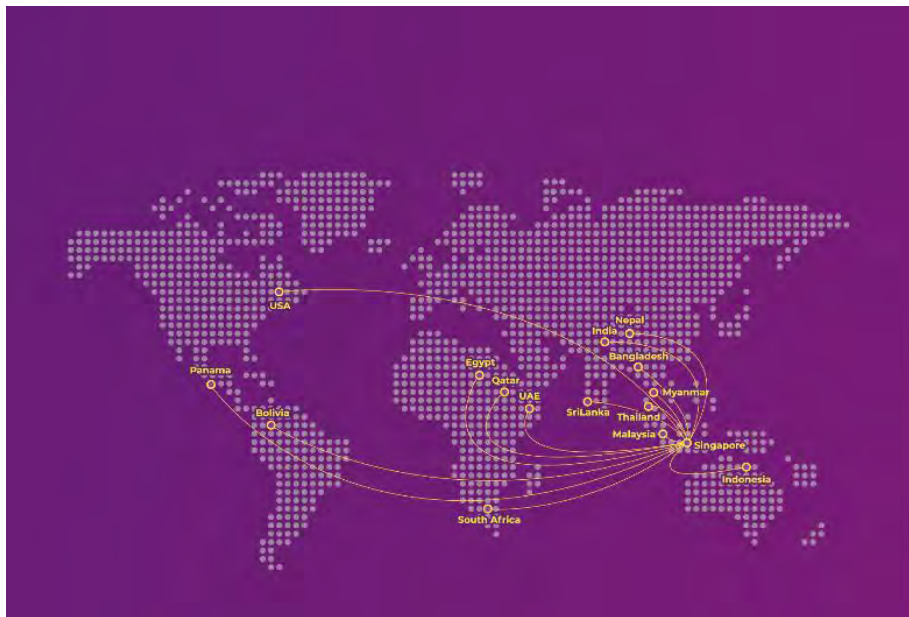 USA
Nepal
India
Bangladesh
Egypt
Panama
Qatar
Myanmar
UAE
SriLanka
Bolivia
Thailand
Malaysia
Singapore
Indonesia
South Africa